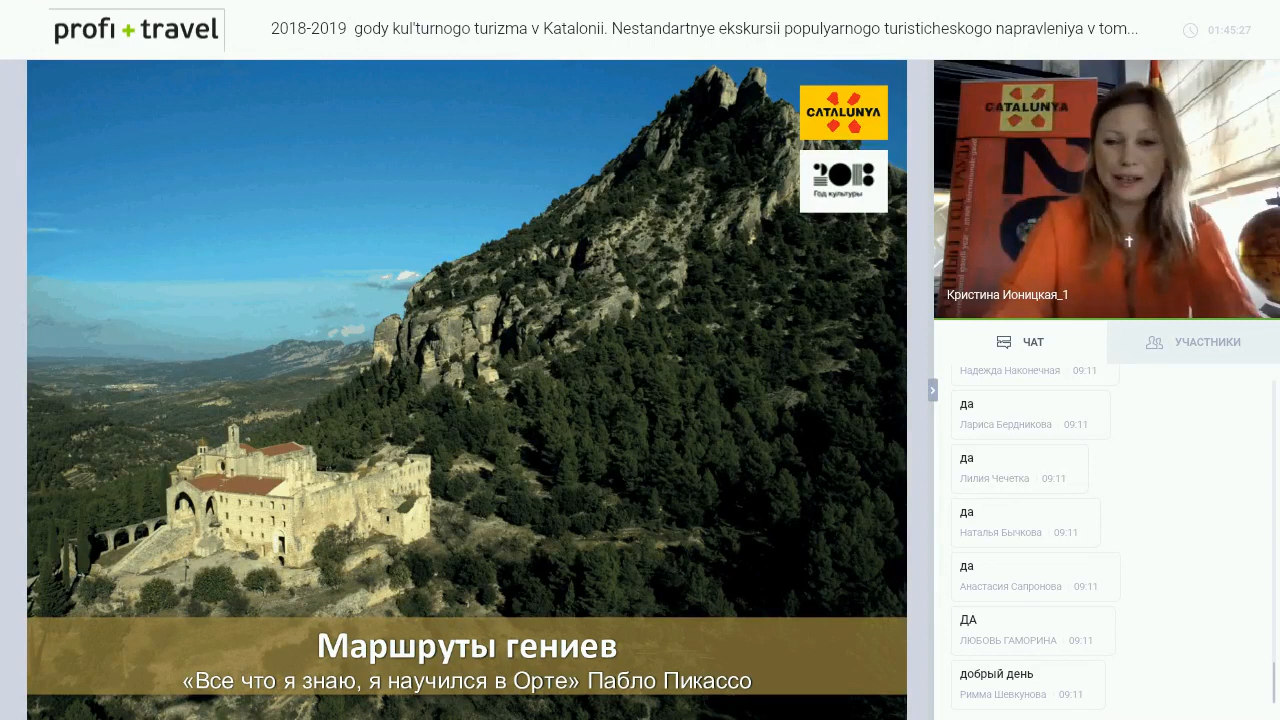 profi + travel
2018-2019 gody kul'turnogo turizma v Katalonii. Nestandartnye ekskursii populyarnogo turisticheskogo napravleniya v tom...
01:45:27
CATALUNYA
2018
Год культуры
CATALUNYA
Кристина Ионицкая_1
ЧАТ
УЧАСТНИКИ
Надежда Наконечная 09:11
да
Лариса Бердникова 09:11
да
Лилия Чечетка 09:11
да
Наталья Бычкова 09:11
да
Анастасия Сапронова 09:11
ДА
ЛЮБОВЬ ГАМОРИНА 09:11
добрый день
Римма Шевкунова 09:11
Маршруты гениев
«Все что я знаю, я научился в Орте» Пабло Пикассо